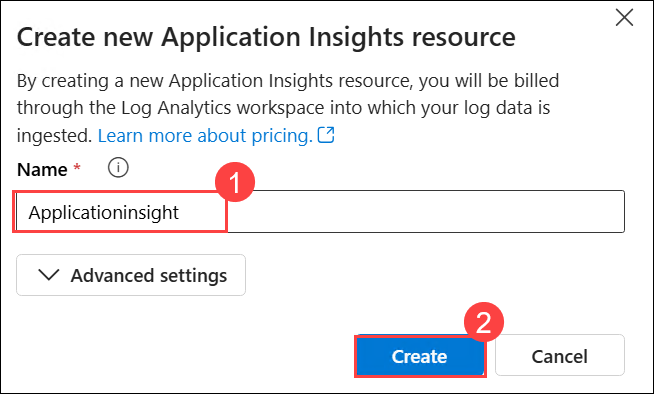 Create new Application Insights resource
By creating a new Application Insights resource, you will be billed
through the Log Analytics workspace into which your log data is
ingested. Learn more about pricing.
Name *
1
Applicationinsight
Advanced settings
2
Create
Cancel